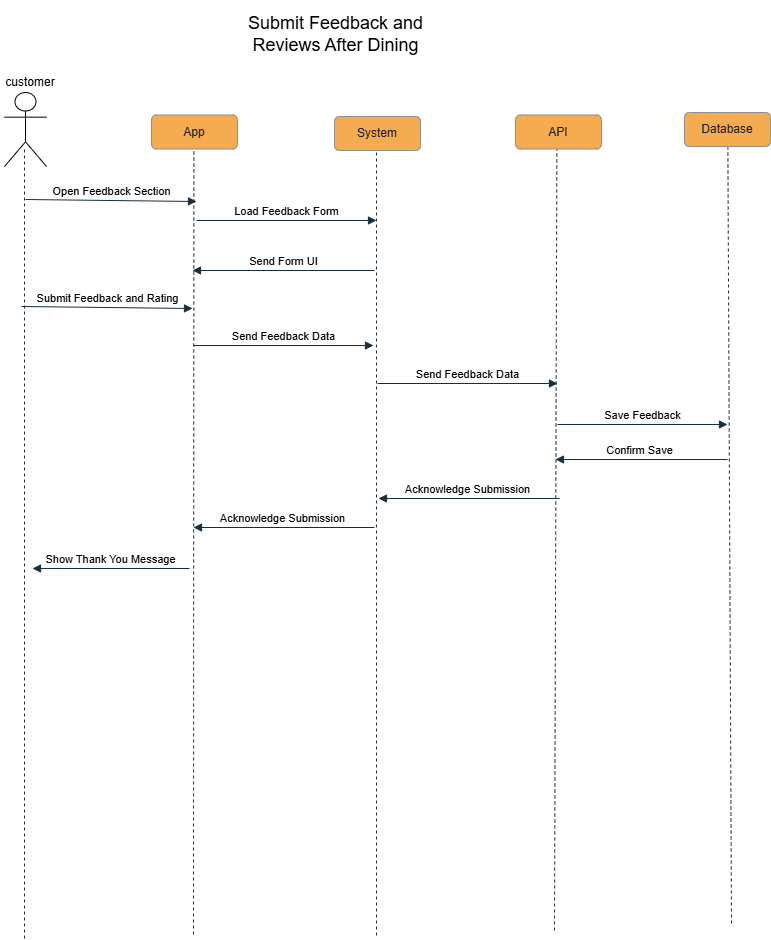 Submit Feedback and
Reviews After Dining
customer
App
System
API
Database
Open Feedback Section
Load Feedback Form
Send Form UI
Submit Feedback and Rating
Send Feedback Data
Send Feedback Data
Save Feedback
Confirm Save
Acknowledge Submission
Acknowledge Submission
Show Thank You Message